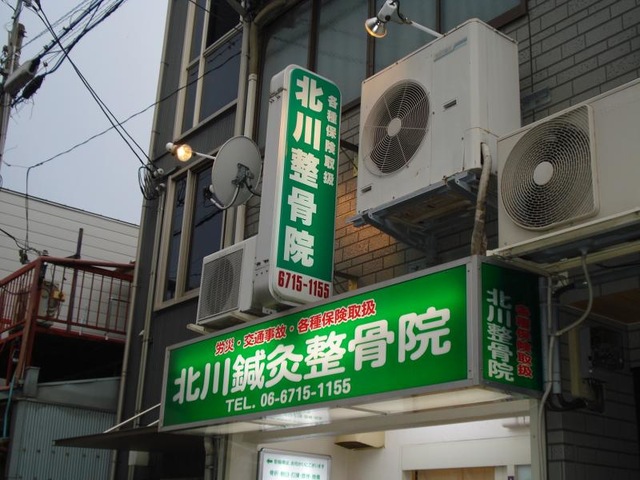 各種保険取扱
北川整骨院
6715-1155
労災・交通事故・各種保険取扱
北川鍼灸整骨院
TEL. 06-6715-1155
北川整骨院
各種保険取扱